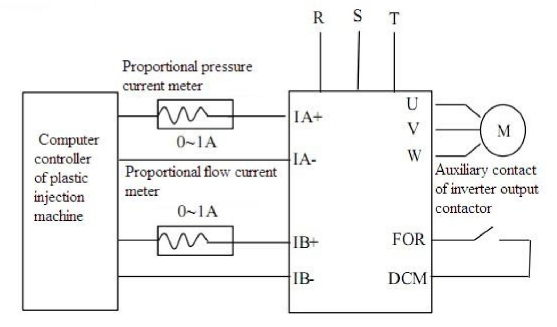 R S T
Proportional pressure
current meter
0~1A
IA+
U
V
W
M
Computer
controller
of plastic
injection
machine
IA-
Proportional flow current
meter
0~1A
Auxiliary contact
of inverter output
contactor
IB+
FOR
IB-
DCM